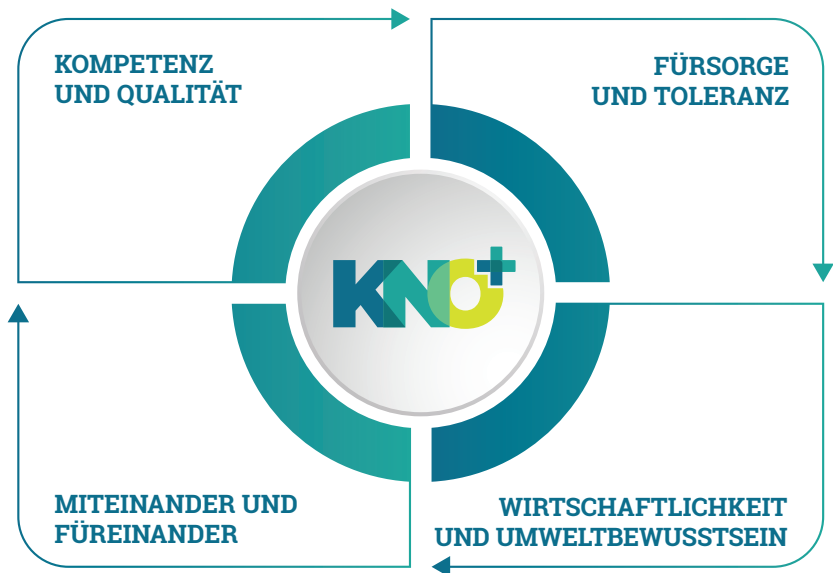 KOMPETENZ
UND QUALITÄT
FÜRSORGE
UND TOLERANZ
KNO+
MITEINANDER UND
FÜREINANDER
WIRTSCHAFTLICHKEIT
UND UMWELTBEWUSSTSEIN